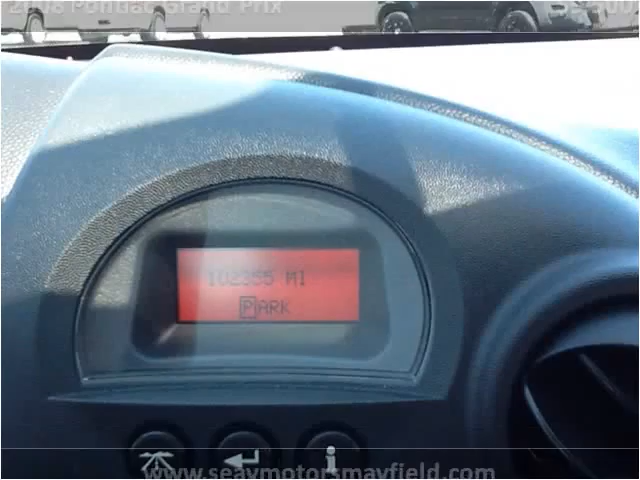 2008 Pontiac Grand Prix
102365 MI
PARK
i
www.seaymotorsmayfield.com